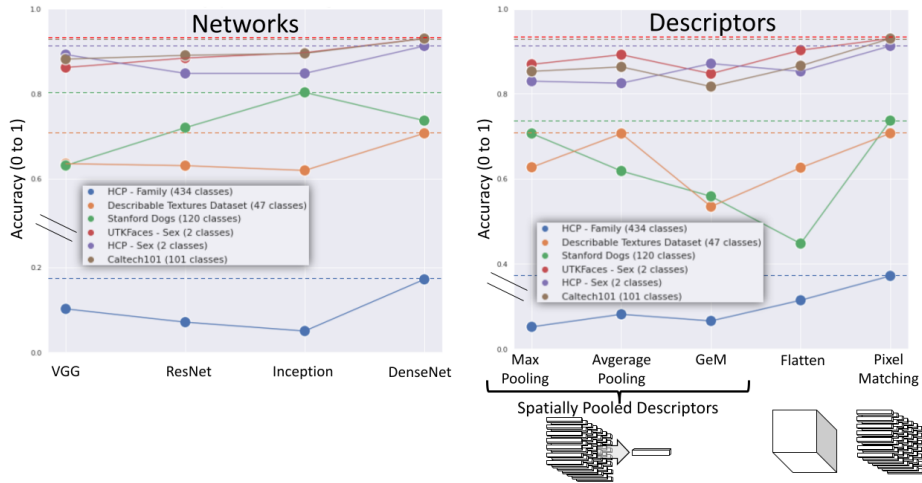 Networks
Accuracy (0 to 1)
1.0
0.8
0.6
0.2
0.0
HCP - Family (434 classes)
Describable Textures Dataset (47 classes)
Stanford Dogs (120 classes)
UTKFaces - Sex (2 classes)
HCP - Sex (2 classes)
Caltech101 (101 classes)
VGG
ResNet
Inception
DenseNet
Descriptors
Accuracy (0 to 1)
1.0
0.8
0.6
0.4
0.0
HCP - Family (434 classes)
Describable Textures Dataset (47 classes)
Stanford Dogs (120 classes)
UTKFaces - Sex (2 classes)
HCP - Sex (2 classes)
Caltech101 (101 classes)
Max
Pooling
Avgerage
Pooling
GeM
Flatten
Pixel
Matching
Spatially Pooled Descriptors